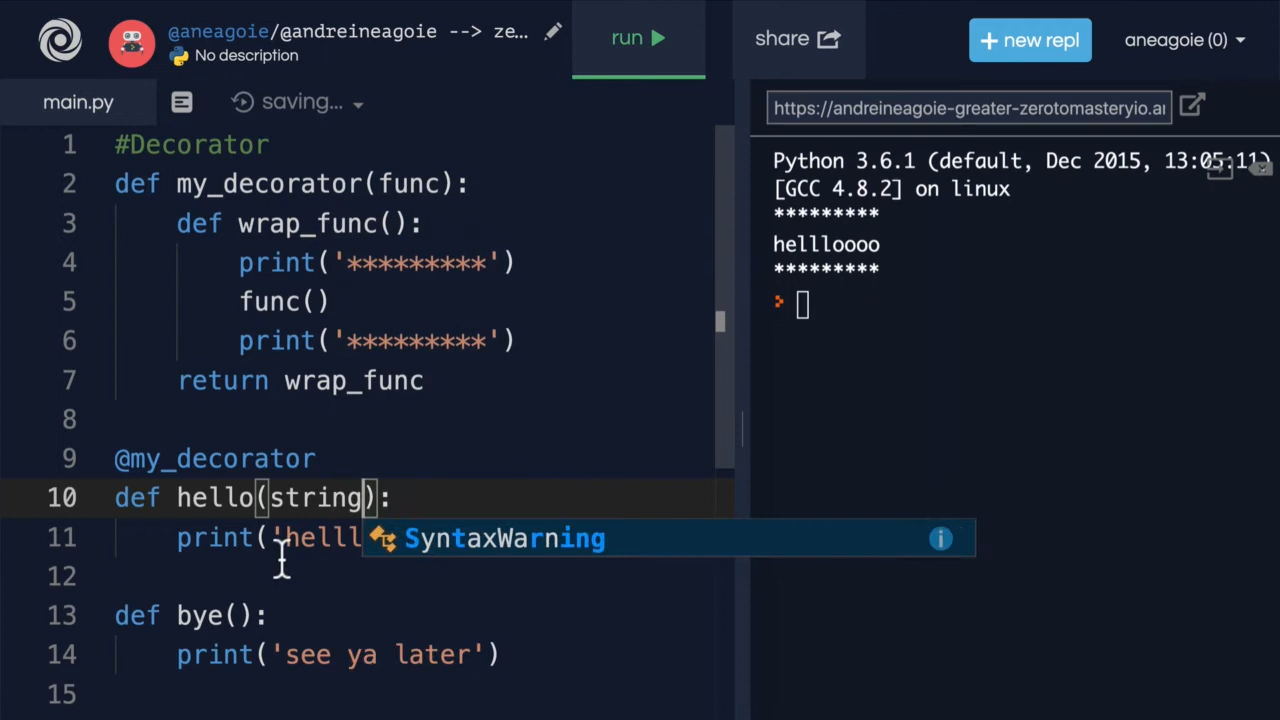 @aneagoie/@andreineagoie --> ze...
No description
run
share
+ new repl
aneagoie (0)
main.py
saving...
https://andreineagoie-greater-zerotomasteryio.ar
1 #Decorator
2 def my_decorator(func):
3     def wrap_func():
4         print('*********')
5         func()
6         print('*********')
7     return wrap_func
8
9 @my_decorator
10 def hello(string):
11     print('helll
SyntaxWarning
12
13 def bye():
14     print('see ya later')
15
Python 3.6.1 (default, Dec 2015, 13:05:11)
[GCC 4.8.2] on linux
*********
hellloooo
*********